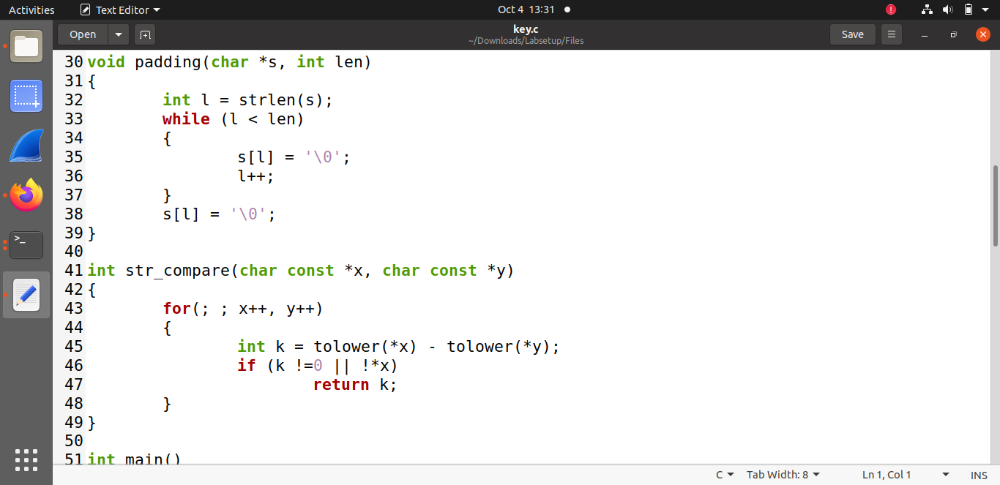 Activities Text Editor Oct 4 13:31
Open key.c Save
~/Downloads/Labsetup/Files
30 void padding(char *s, int len)
31 {
32 int l = strlen(s);
33 while (l < len)
34 {
35 s[l] = '\0';
36 l++;
37 }
38 s[l] = '\0';
39 }
40
41 int str_compare(char const *x, char const *y)
42 {
43 for(; ; x++, y++)
44 {
45 int k = tolower(*x) - tolower(*y);
46 if (k !=0 || !*x)
47 return k;
48 }
49 }
50
51 int main()
C Tab Width: 8 Ln 1, Col 1 INS